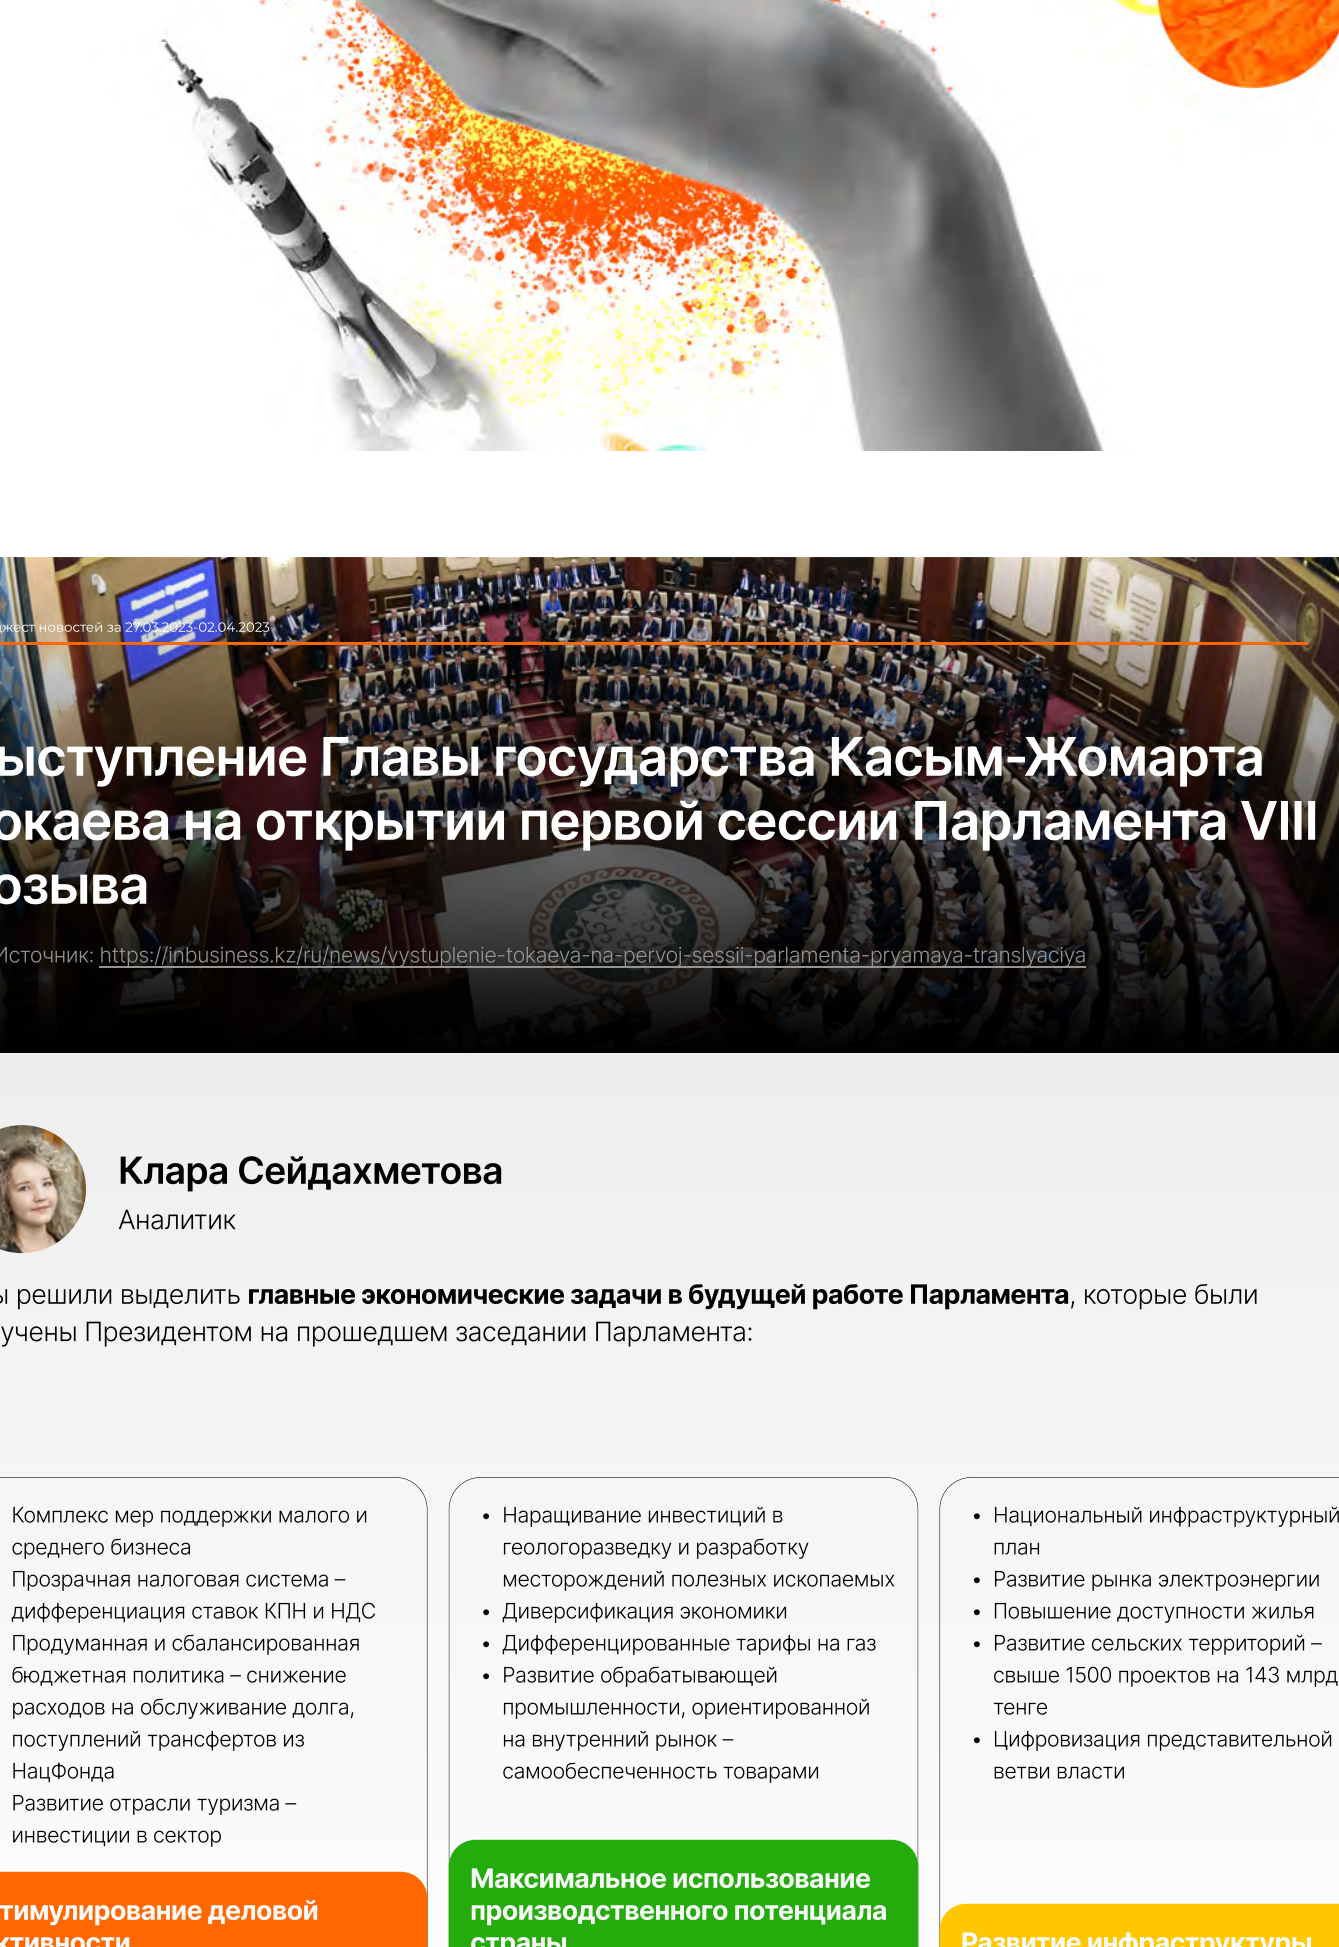 джест новостей за 27.03.2023-02.04.2023
ыступление Главы государства Касым-Жомарта
окаева на открытии первой сессии Парламента VIII
озыва
Источник: https://inbusiness.kz/ru/news/vystuplenie-tokaeva-na-pervoj-sessii-parlamenta-pryamaya-translyaciya
Клара Сейдахметова
Аналитик
ы решили выделить главные экономические задачи в будущей работе Парламента, которые были
учены Президентом на прошедшем заседании Парламента:
Комплекс мер поддержки малого и
среднего бизнеса
Прозрачная налоговая система –
дифференциация ставок КПН и НДС
Продуманная и сбалансированная
бюджетная политика – снижение
расходов на обслуживание долга,
поступлений трансфертов из
НацФонда
Развитие отрасли туризма –
инвестиции в сектор
тимулирование деловой
ктивности
• Наращивание инвестиций в
геологоразведку и разработку
месторождений полезных ископаемых
• Диверсификация экономики
• Дифференцированные тарифы на газ
• Развитие обрабатывающей
промышленности, ориентированной
на внутренний рынок –
самообеспеченность товарами
Максимальное использование
производственного потенциала
страны
• Национальный инфраструктурный
план
• Развитие рынка электроэнергии
• Повышение доступности жилья
• Развитие сельских территорий –
свыше 1500 проектов на 143 млрд
тенге
• Цифровизация представительной
ветви власти
Развитие инфраструктуры